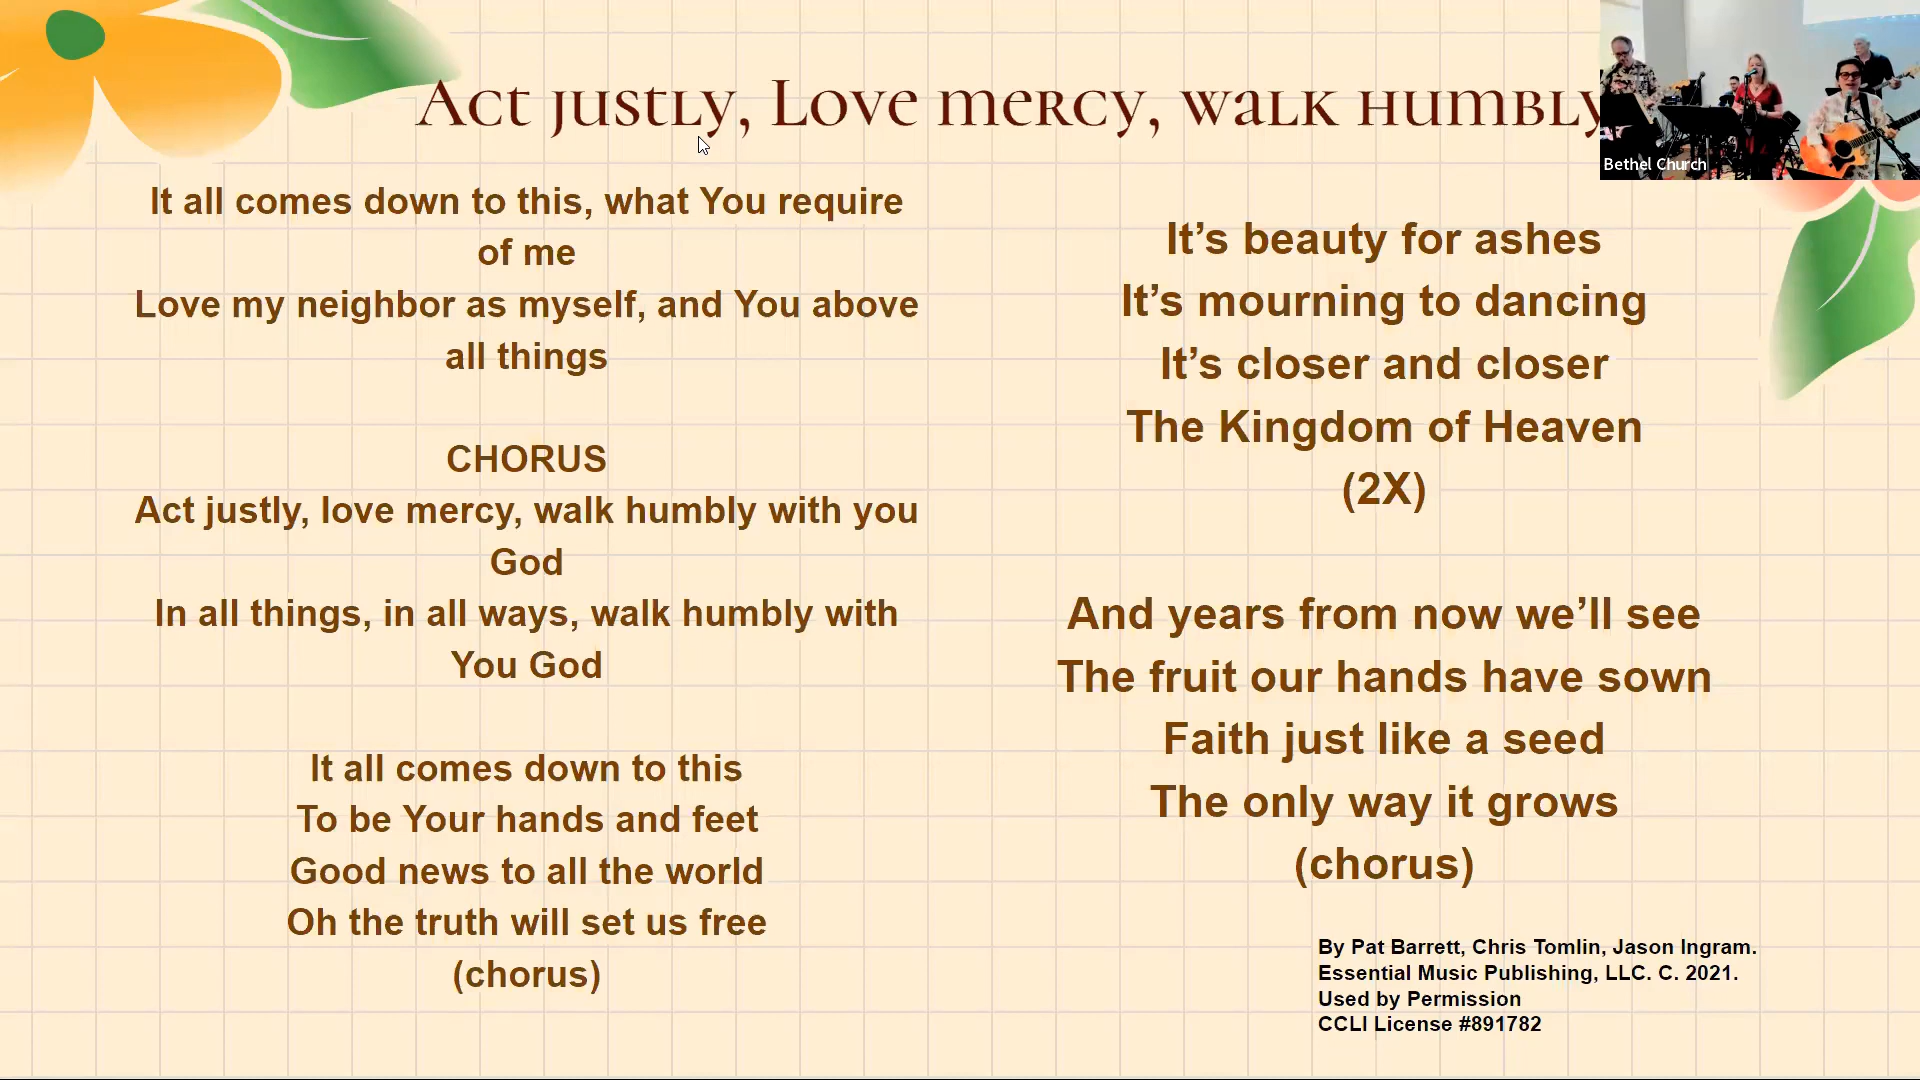 Act justly, Love mercy, walk humbly
Bethel Church
It all comes down to this, what You require
of me
Love my neighbor as myself, and You above
all things
CHORUS
Act justly, love mercy, walk humbly with you
God
In all things, in all ways, walk humbly with
You God
It all comes down to this
To be Your hands and feet
Good news to all the world
Oh the truth will set us free
(chorus)
It’s beauty for ashes
It’s mourning to dancing
It’s closer and closer
The Kingdom of Heaven
(2X)
And years from now we’ll see
The fruit our hands have sown
Faith just like a seed
The only way it grows
(chorus)
By Pat Barrett, Chris Tomlin, Jason Ingram.
Essential Music Publishing, LLC. C. 2021.
Used by Permission
CCLI License #891782